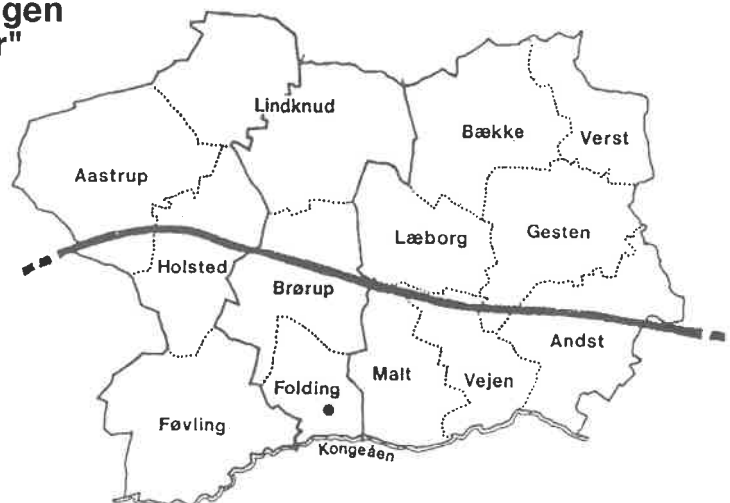 gen
r"
Lindknud
Bække
Verst
Aastrup
Læborg
Gesten
Holsted
Brørup
Andst
Folding
Malt
Vejen
Føvling
Kongeåen